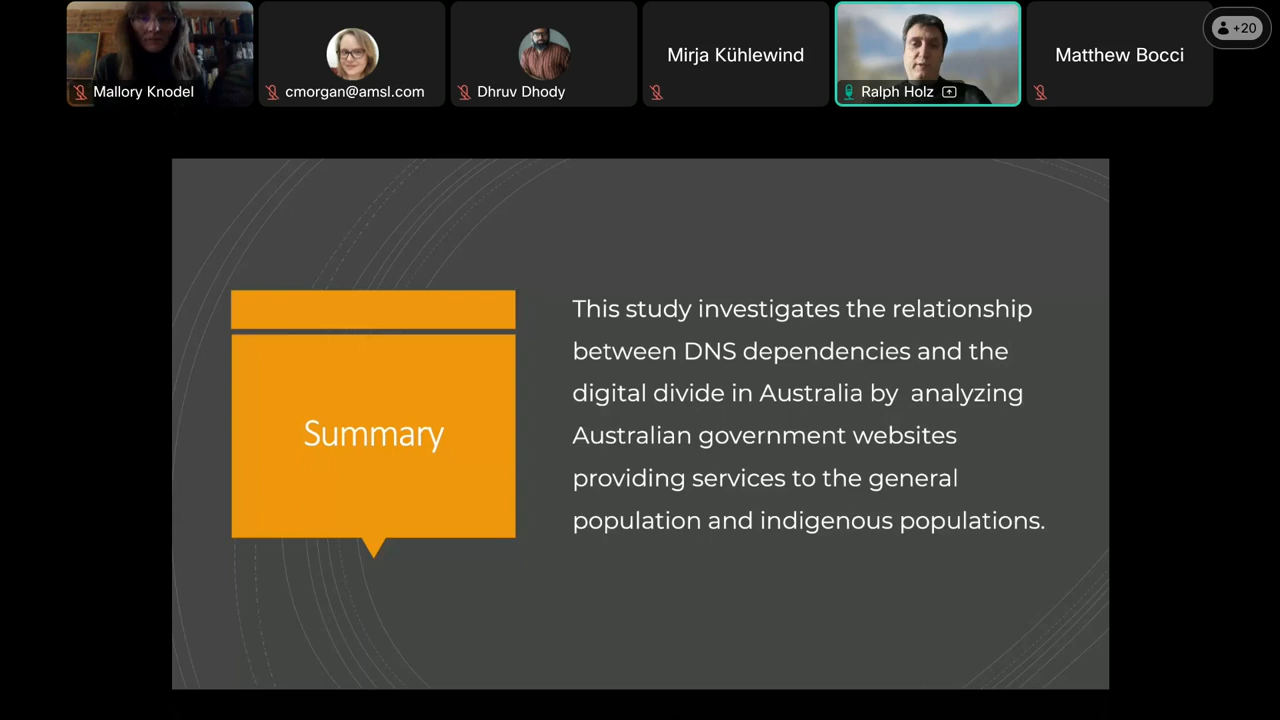 Mallory Knodel
cmorgan@amsl.com
Dhruv Dhody
Mirja Kühlewind
Ralph Holz
Matthew Bocci
+20
Summary
This study investigates the relationship
between DNS dependencies and the
digital divide in Australia by  analyzing
Australian government websites
providing services to the general
population and indigenous populations.